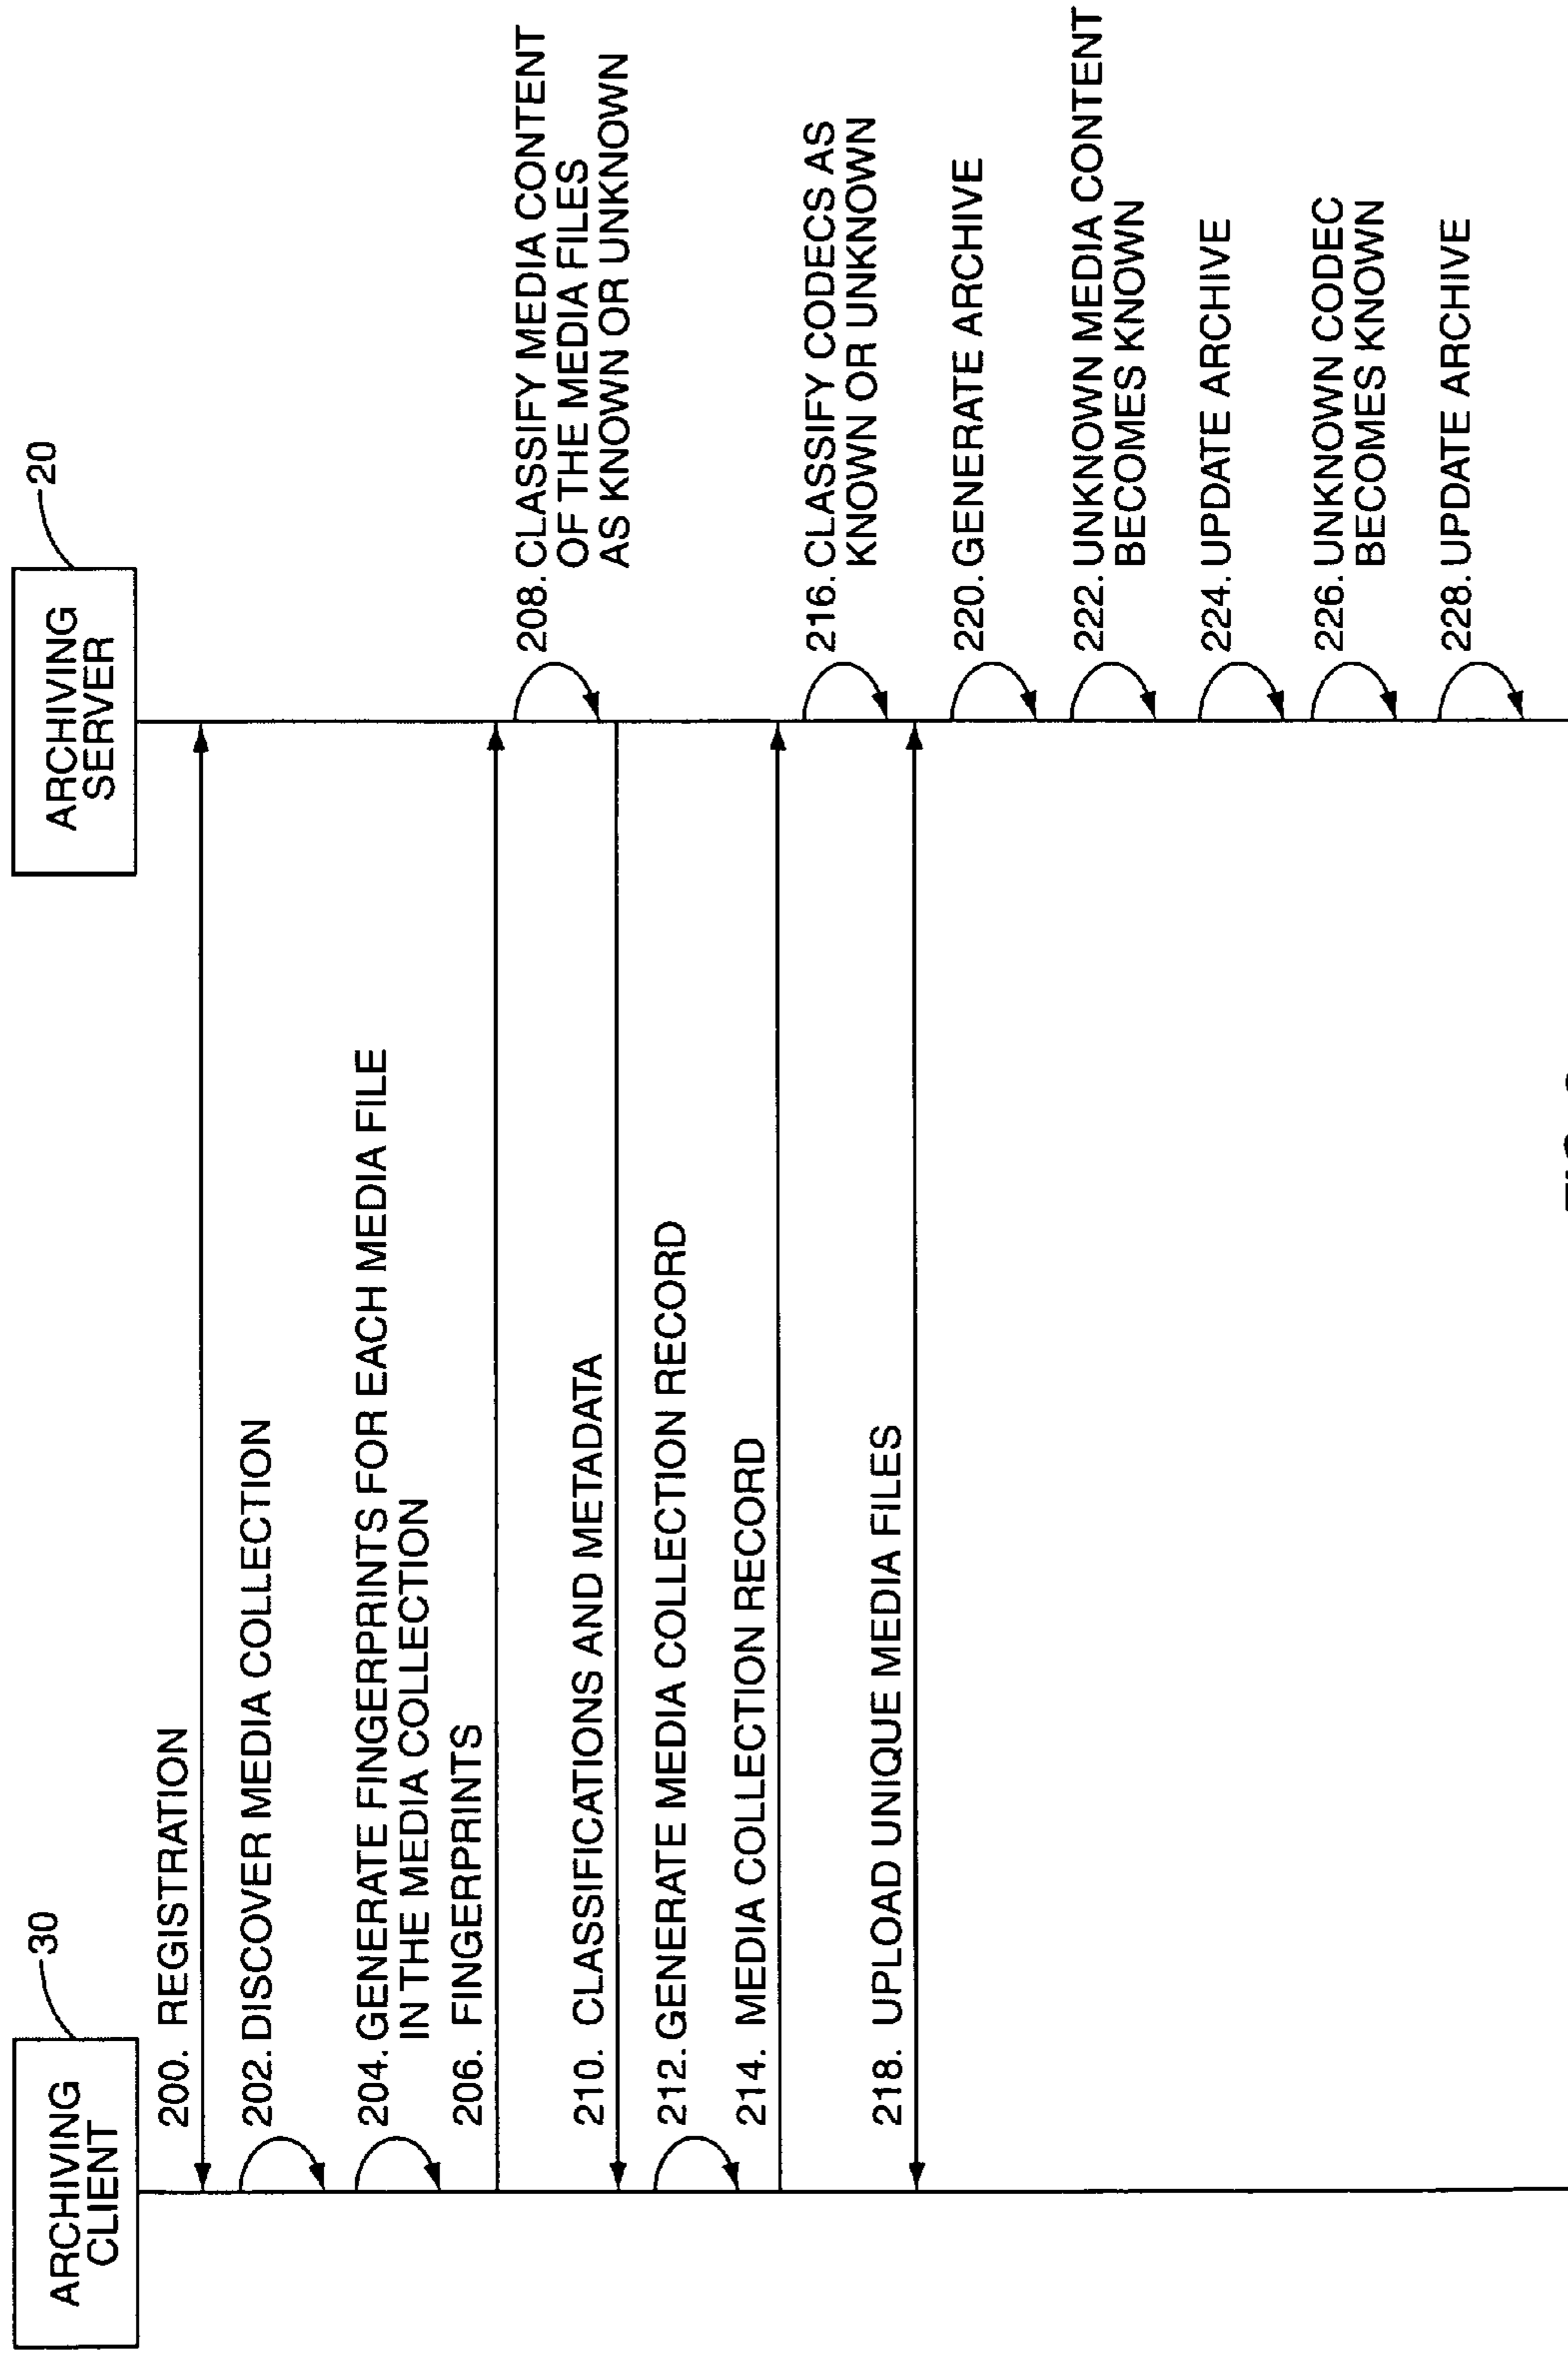 ARCHIVING
CLIENT
30
ARCHIVING
SERVER
20
200. REGISTRATION
202. DISCOVER MEDIA COLLECTION
204. GENERATE FINGERPRINTS FOR EACH MEDIA FILE
IN THE MEDIA COLLECTION
206. FINGERPRINTS
208. CLASSIFY MEDIA CONTENT
OF THE MEDIA FILES
AS KNOWN OR UNKNOWN
210. CLASSIFICATIONS AND METADATA
212. GENERATE MEDIA COLLECTION RECORD
214. MEDIA COLLECTION RECORD
216. CLASSIFY CODECS AS
KNOWN OR UNKNOWN
218. UPLOAD UNIQUE MEDIA FILES
220. GENERATE ARCHIVE
222. UNKNOWN MEDIA CONTENT
BECOMES KNOWN
224. UPDATE ARCHIVE
226. UNKNOWN CODEC
BECOMES KNOWN
228. UPDATE ARCHIVE